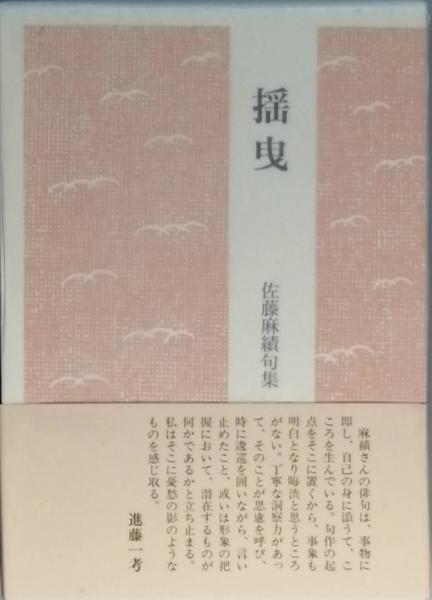 揺曳
佐藤麻績句集
麻績さんの俳句は、事物に
即し、自己の身に添うて、こ
ころを生んでいる。句作の起
点をそこに置くから、事象も
明白となり晦渋と思うところ
がない。丁寧な洞察力があっ
て、そのことが思慮を呼び、
時に逡巡を囲いながら、言い
止めたこと、或いは形象の把
握において、潜在するものが
何かであるかと立ち止まる。
私はそこに憂愁の影のような
ものを感じ取る。
進藤一考